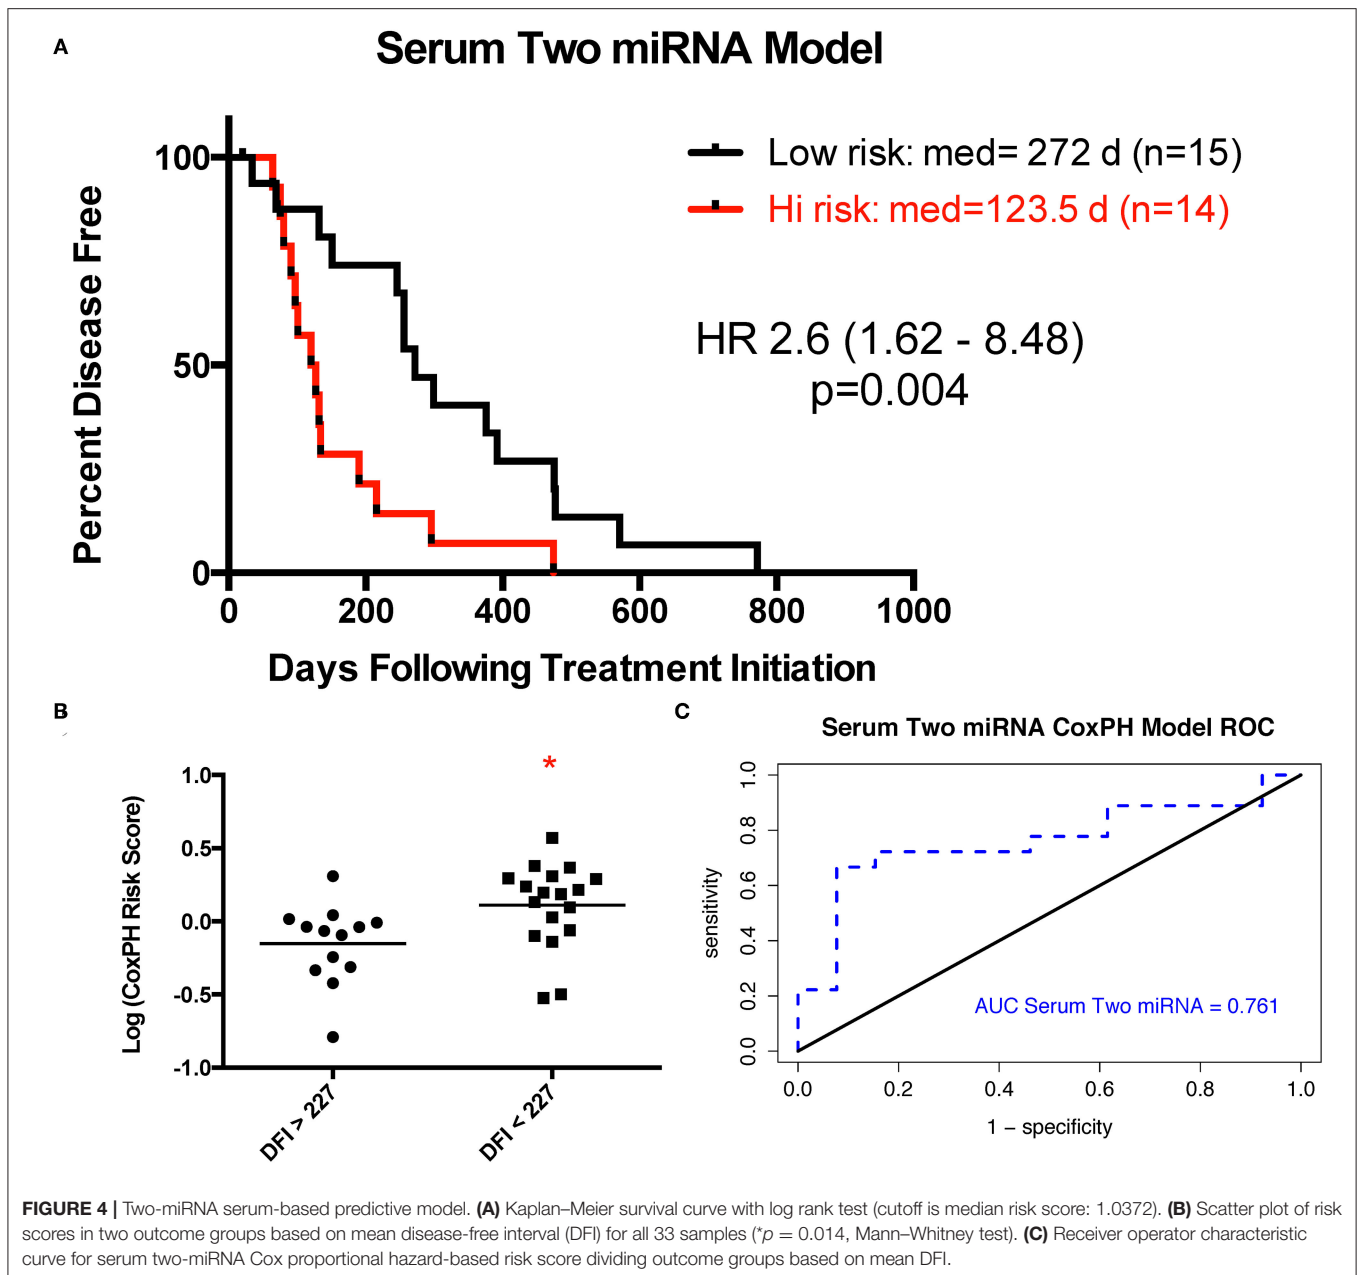 A
Serum Two miRNA Model
Low risk: med= 272 d (n=15)
Hi risk: med=123.5 d (n=14)
HR 2.6 (1.62 - 8.48)
p=0.004
Percent Disease Free
100
50
0
0 200 400 600 800 1000
Days Following Treatment Initiation
B
*
Log (CoxPH Risk Score)
1.0
0.5
0.0
-0.5
-1.0
DFI > 227
DFI < 227
C
Serum Two miRNA CoxPH Model ROC
sensitivity
1.0
0.8
0.6
0.4
0.2
0.0
AUC Serum Two miRNA = 0.761
0.0 0.2 0.4 0.6 0.8 1.0
1 − specificity
FIGURE 4 | Two-miRNA serum-based predictive model. (A) Kaplan–Meier survival curve with log rank test (cutoff is median risk score: 1.0372). (B) Scatter plot of risk
scores in two outcome groups based on mean disease-free interval (DFI) for all 33 samples (*p = 0.014, Mann–Whitney test). (C) Receiver operator characteristic
curve for serum two-miRNA Cox proportional hazard-based risk score dividing outcome groups based on mean DFI.